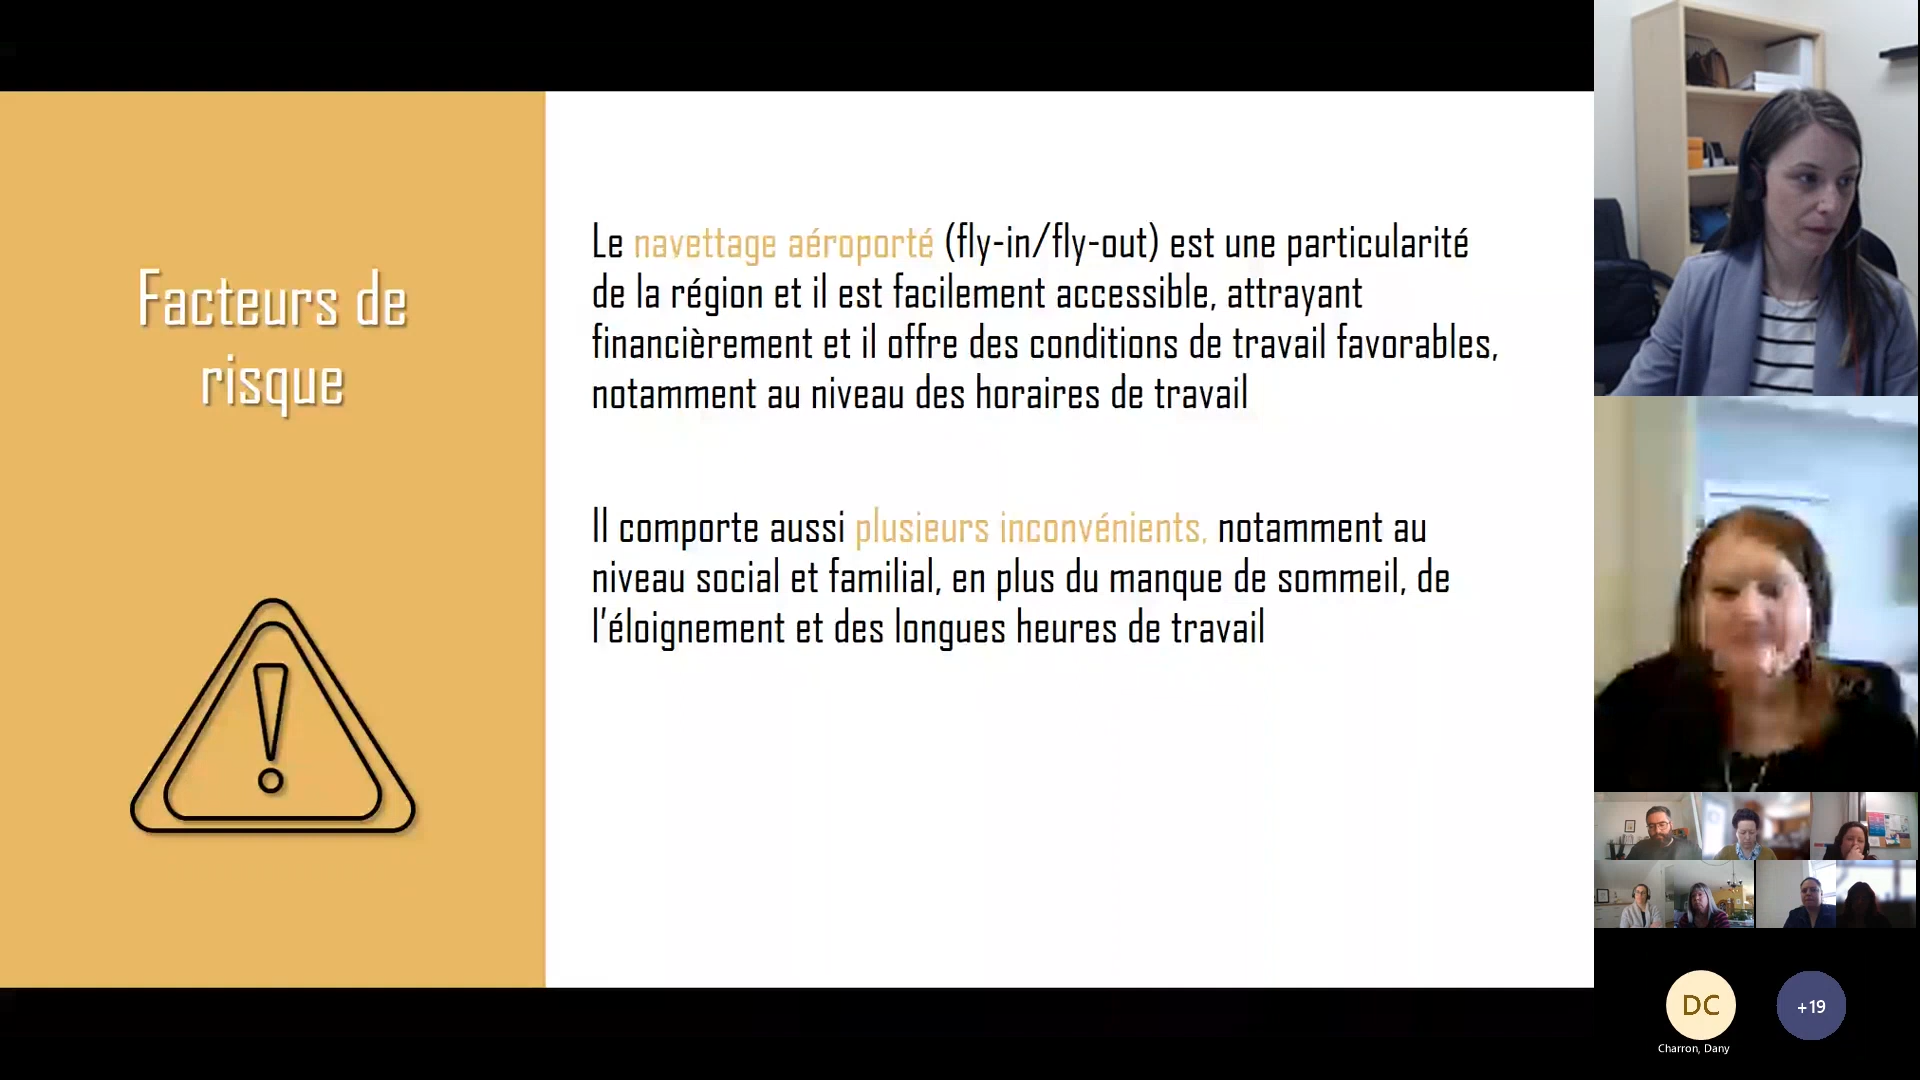 Facteurs de
risque
Le navettage aéroporté (fly-in/fly-out) est une particularité
de la région et il est facilement accessible, attrayant
financièrement et il offre des conditions de travail favorables,
notamment au niveau des horaires de travail
Il comporte aussi plusieurs inconvénients, notamment au
niveau social et familial, en plus du manque de sommeil, de
l'éloignement et des longues heures de travail
DC
+19
Charron, Dany